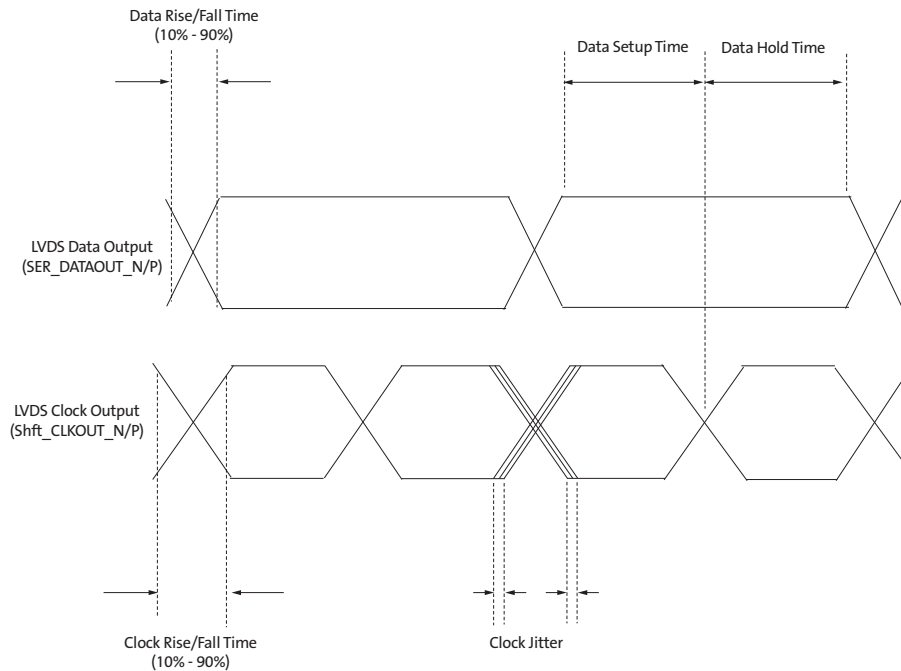 Data Rise/Fall Time
(10% - 90%)
Data Setup Time
Data Hold Time
LVDS Data Output
(SER_DATAOUT_N/P)
LVDS Clock Output
(Shft_CLKOUT_N/P)
Clock Rise/Fall Time
(10% - 90%)
Clock Jitter